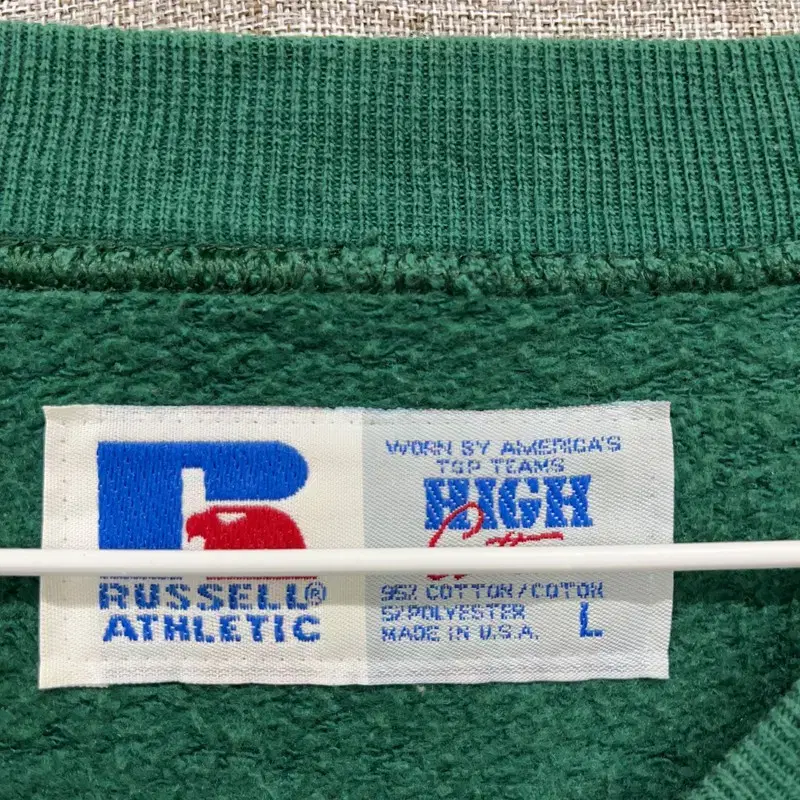 RUSSELL®
ATHLETIC
WORN BY AMERICA'S
TOP TEAMS
HIGH
95% COTTON/COTON
5% POLYESTER
MADE IN U.S.A. L